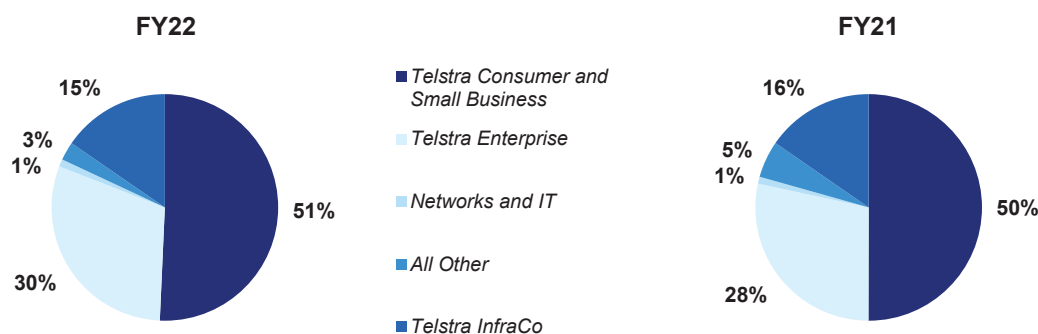 FY22
15%
3%
1%
30%
51%
Telstra Consumer and
Small Business
Telstra Enterprise
Networks and IT
All Other
Telstra InfraCo
FY21
16%
5%
1%
28%
50%